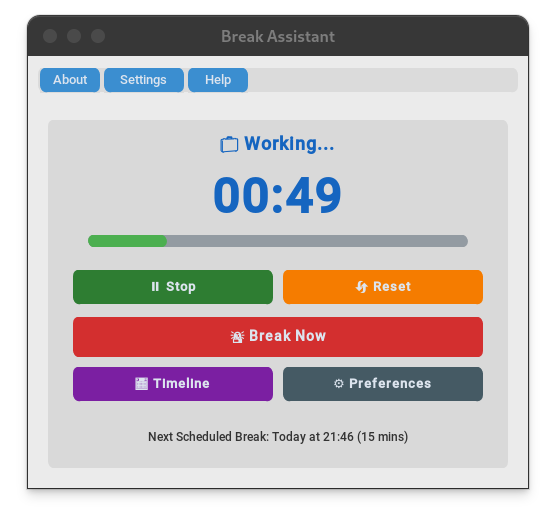 Break Assistant
About Settings Help
Working...
00:49
Stop Reset
Break Now
Timeline Preferences
Next Scheduled Break: Today at 21:46 (15 mins)